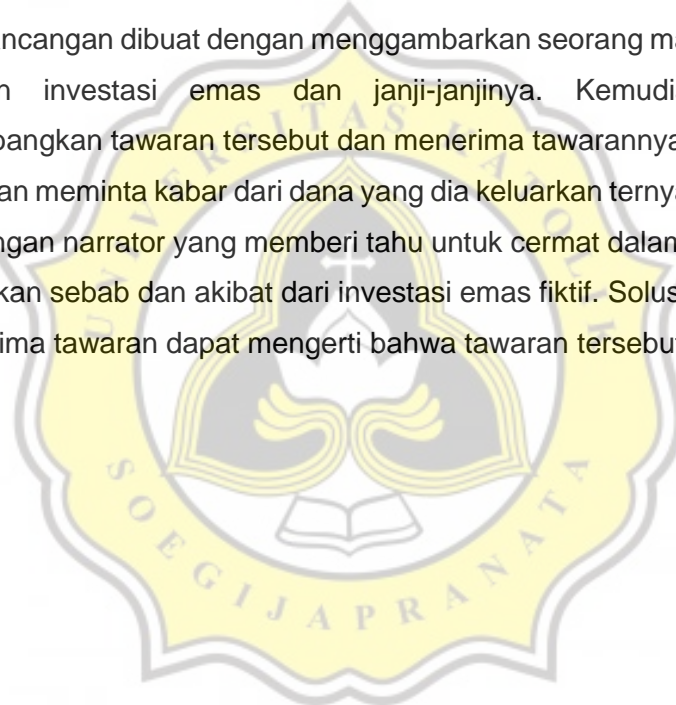 ncangan dibuat dengan menggambarkan seorang ma
n investasi emas dan janji-janjinya. Kemudi
bangkan tawaran tersebut dan menerima tawarannya
an meminta kabar dari dana yang dia keluarkan ternya
ngan narrator yang memberi tahu untuk cermat dalam
kan sebab dan akibat dari investasi emas fiktif. Solus
ima tawaran dapat mengerti bahwa tawaran tersebut
UNIVERSITAS KATOLIK
SOEGIJAPRANATA